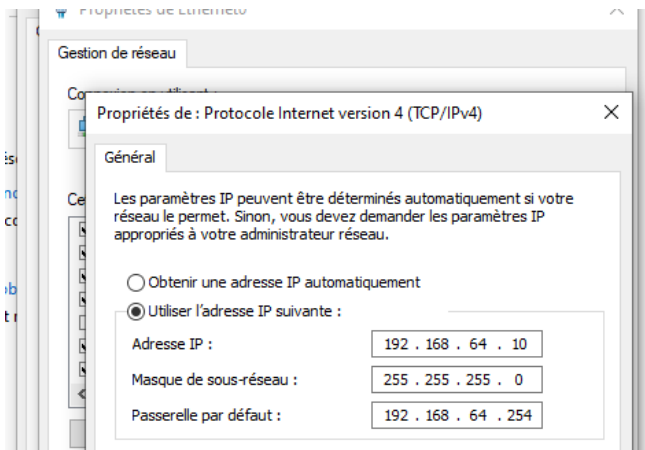 Propriétés de Ethernet0
Gestion de réseau
Propriétés de : Protocole Internet version 4 (TCP/IPv4)
Général
Les paramètres IP peuvent être déterminés automatiquement si votre
réseau le permet. Sinon, vous devez demander les paramètres IP
appropriés à votre administrateur réseau.
Obtenir une adresse IP automatiquement
Utiliser l'adresse IP suivante :
Adresse IP :
192 . 168 . 64 . 10
Masque de sous-réseau :
255 . 255 . 255 . 0
Passerelle par défaut :
192 . 168 . 64 . 254